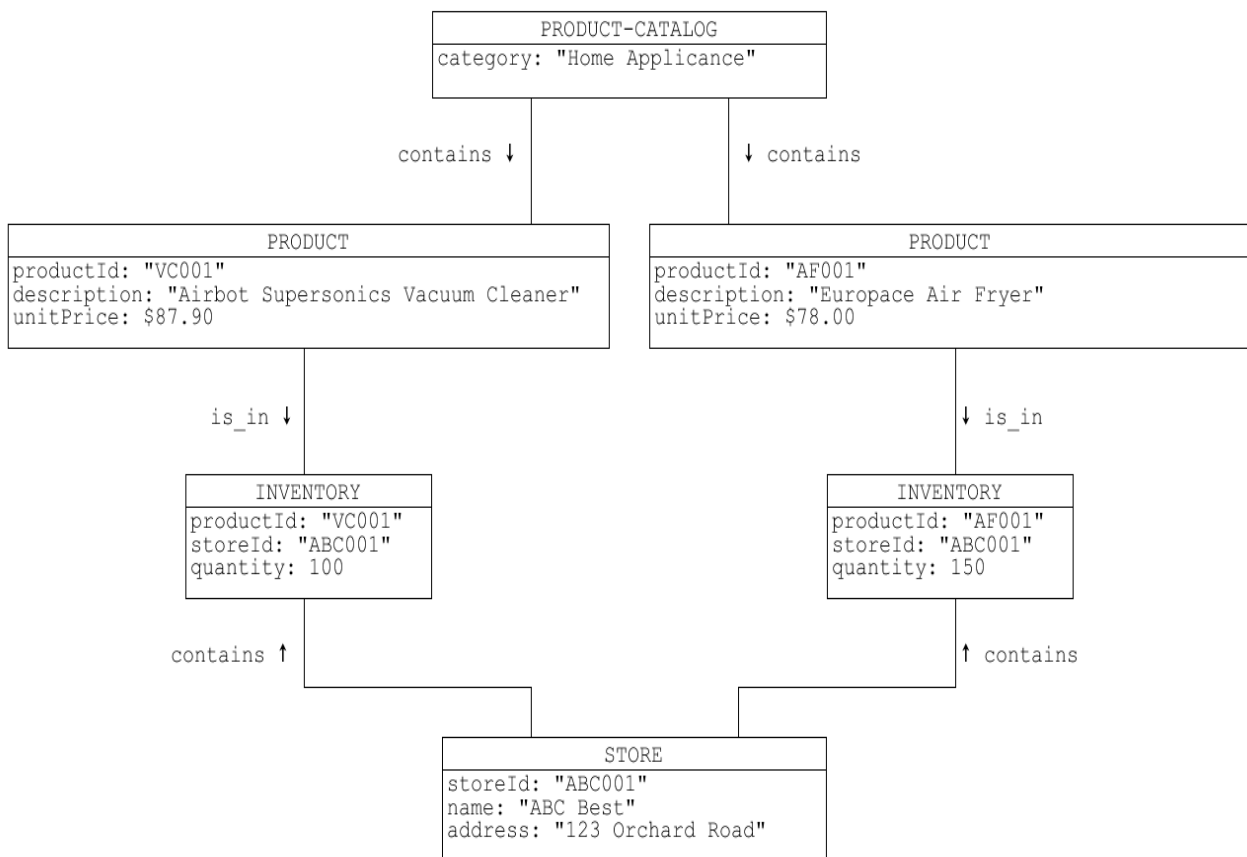 PRODUCT-CATALOG
category: "Home Applicance"
contains ↓
↓ contains
PRODUCT
productId: "VC001"
description: "Airbot Supersonics Vacuum Cleaner"
unitPrice: $87.90
PRODUCT
productId: "AF001"
description: "Europace Air Fryer"
unitPrice: $78.00
is_in ↓
↓ is_in
INVENTORY
productId: "VC001"
storeId: "ABC001"
quantity: 100
INVENTORY
productId: "AF001"
storeId: "ABC001"
quantity: 150
contains ↑
↑ contains
STORE
storeId: "ABC001"
name: "ABC Best"
address: "123 Orchard Road"